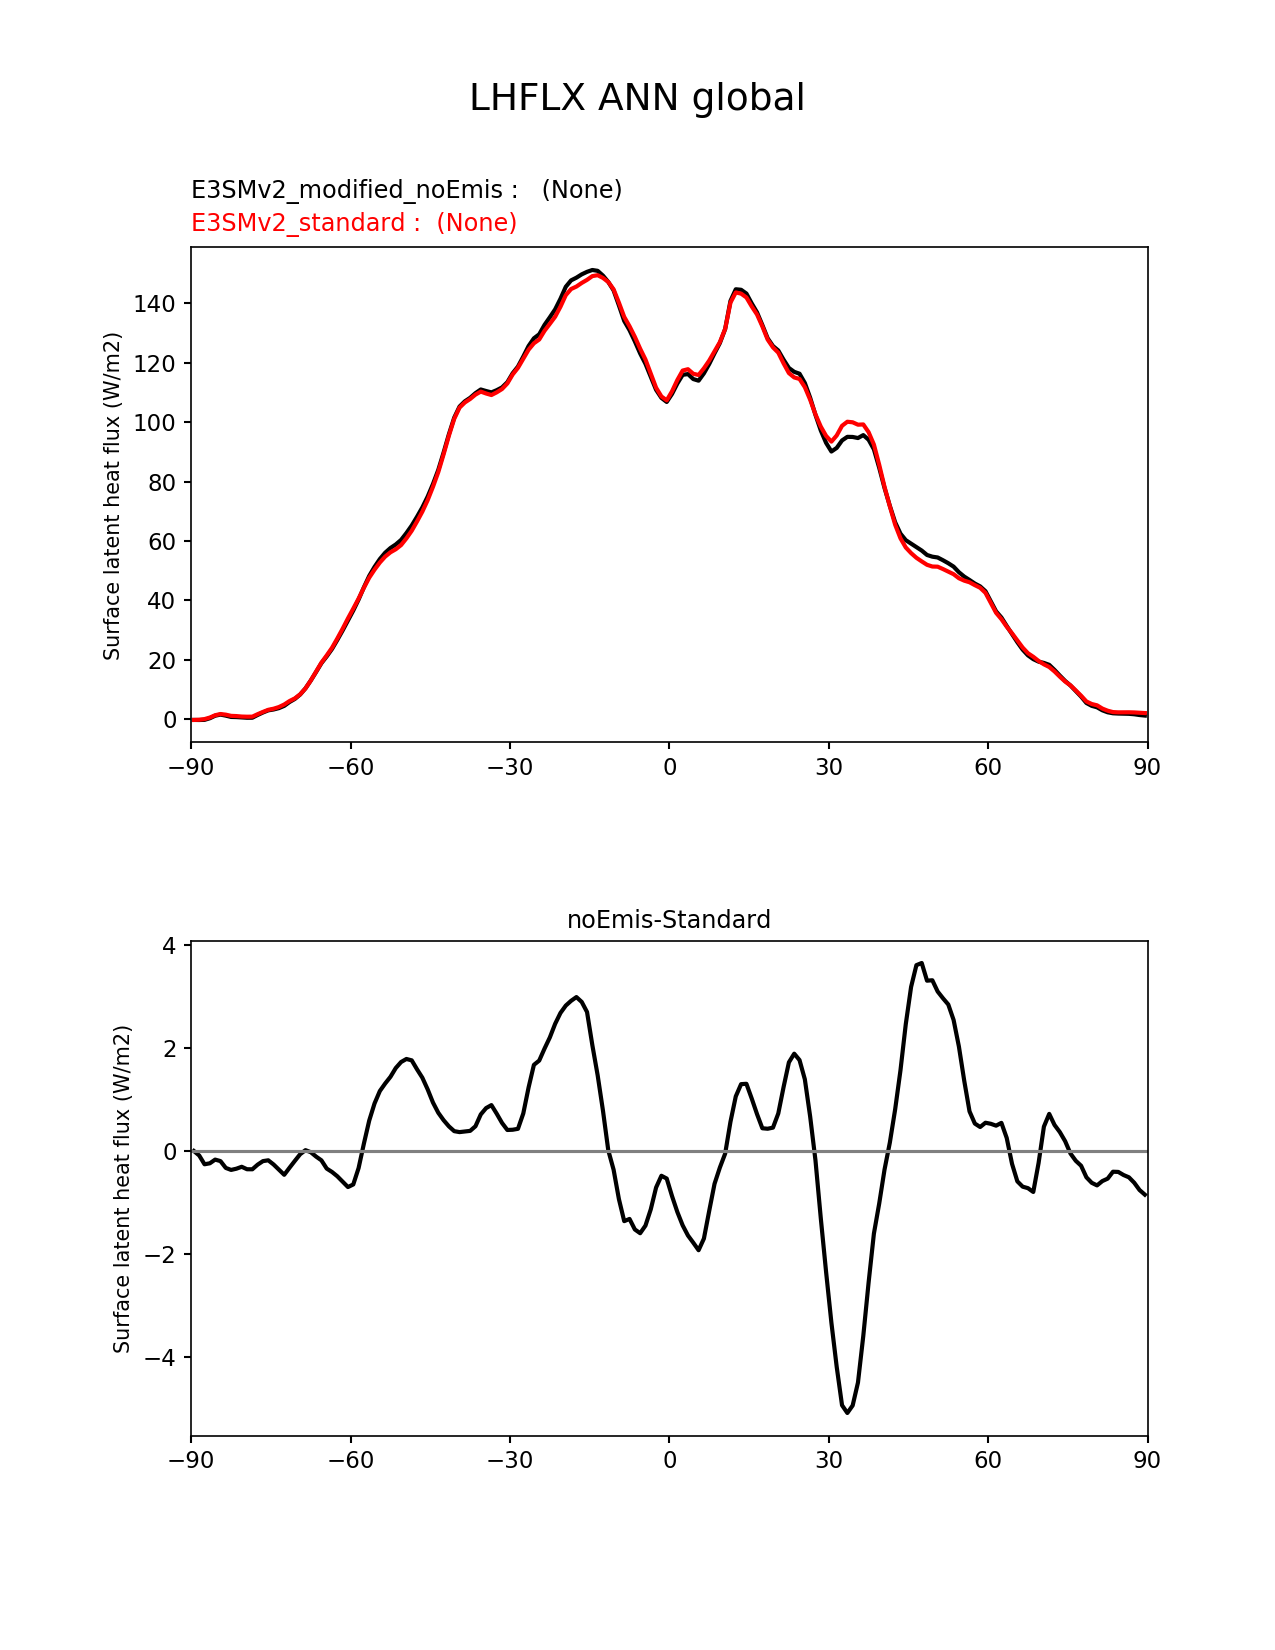 LHFLX ANN global
E3SMv2_modified_noEmis :   (None)
E3SMv2_standard :  (None)
Surface latent heat flux (W/m2)
140
120
100
80
60
40
20
0
−90 −60 −30 0 30 60 90
noEmis-Standard
Surface latent heat flux (W/m2)
4
2
0
−2
−4
−90 −60 −30 0 30 60 90